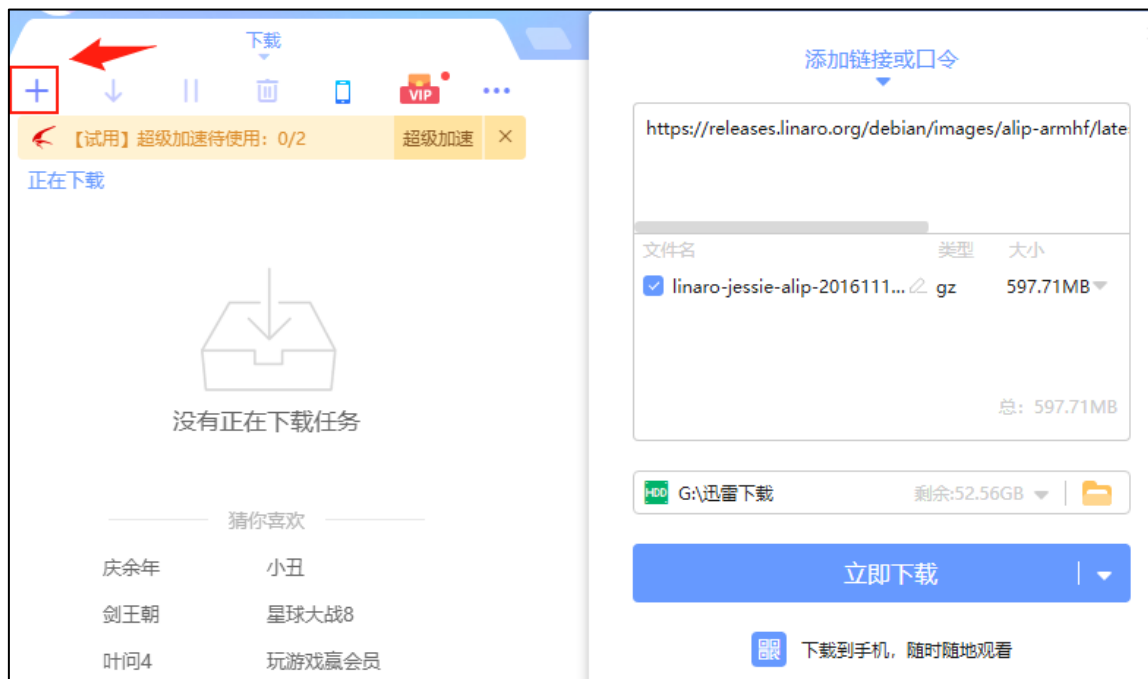 下载
VIP
【试用】超级加速待使用：0/2
超级加速
正在下载
没有正在下载任务
猜你喜欢
庆余年 小丑
剑王朝 星球大战8
叶问4 玩游戏赢会员
添加链接或口令
https://releases.linaro.org/debian/images/alip-armhf/late
文件名 类型 大小
linaro-jessie-alip-2016111... gz 597.71MB
总：597.71MB
HDD G:\迅雷下载 剩余:52.56GB
立即下载
下载到手机，随时随地观看